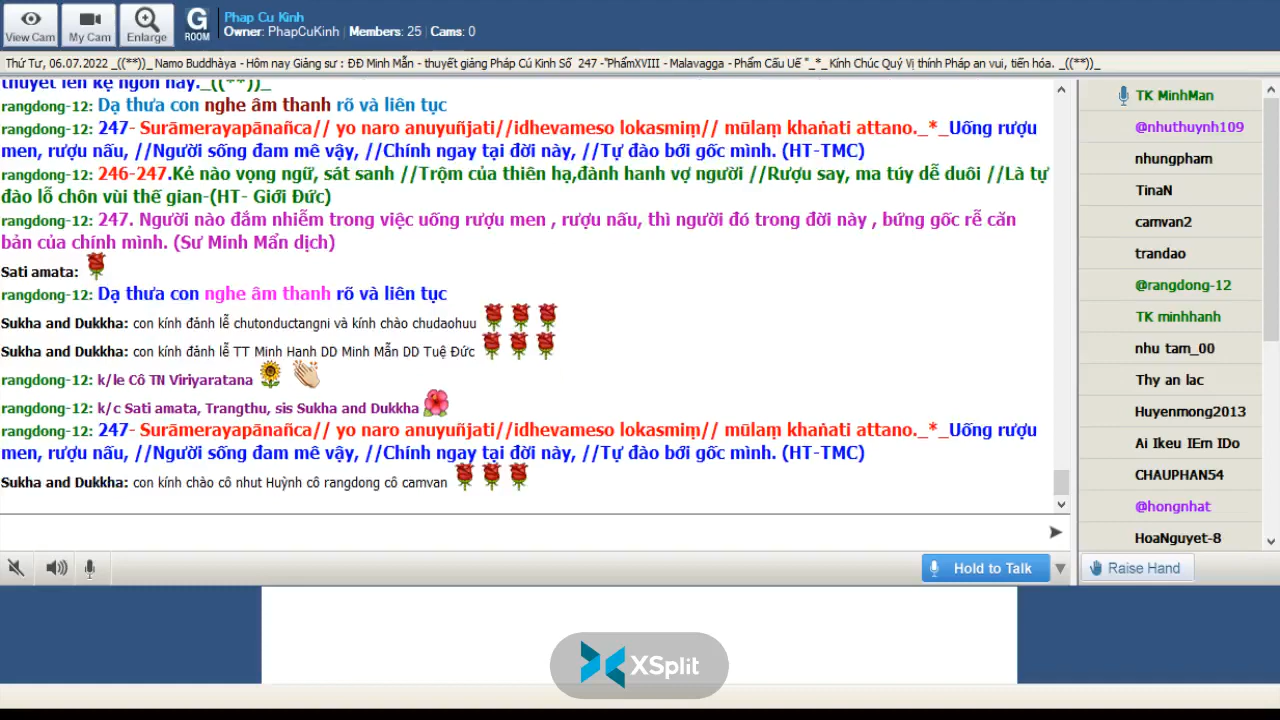 View Cam
My Cam
Enlarge
G
ROOM
Phap Cu Kinh
Owner: PhapCuKinh | Members: 25 | Cams: 0
Thứ Tư, 06.07.2022 _((**))_ Namo Buddhàya - Hôm nay Giảng sư : ĐĐ Minh Mẫn - thuyết giảng Pháp Cú Kinh Số 247 -"PhẩmXVIII - Malavagga - Phẩm Cấu Uế "_*_ Kính Chúc Quý Vị thính Pháp an vui, tiến hóa. _((**))_
thuyết lên kệ ngôn này._((**))_
rangdong-12: Dạ thưa con nghe âm thanh rõ và liên tục
rangdong-12: 247- Surāmerayapānañca// yo naro anuyuñjati//idhevameso lokasmiṃ// mūlaṃ khaṅati attano._*_Uống rượu
men, rượu nấu, //Người sống đam mê vậy, //Chính ngay tại đời này, //Tự đào bới gốc mình. (HT-TMC)
rangdong-12: 246-247.Kẻ nào vọng ngữ, sát sanh //Trộm của thiên hạ,đành hanh vợ người //Rượu say, ma túy dễ duôi //Là tự
đào lỗ chôn vùi thế gian-(HT- Giới Đức)
rangdong-12: 247. Người nào đắm nhiễm trong việc uống rượu men , rượu nấu, thì người đó trong đời này , bứng gốc rễ căn
bản của chính mình. (Sư Minh Mẩn dịch)
Sati amata:
rangdong-12: Dạ thưa con nghe âm thanh rõ và liên tục
Sukha and Dukkha: con kính đảnh lễ chutonductangni và kính chào chudaohuu
Sukha and Dukkha: con kính đảnh lễ TT Minh Hanh DD Minh Mẫn DD Tuệ Đức
rangdong-12: k/le Cô TN Viriyaratana
rangdong-12: k/c Sati amata, Trangthu, sis Sukha and Dukkha
rangdong-12: 247- Surāmerayapānañca// yo naro anuyuñjati//idhevameso lokasmiṃ// mūlaṃ khaṅati attano._*_Uống rượu
men, rượu nấu, //Người sống đam mê vậy, //Chính ngay tại đời này, //Tự đào bới gốc mình. (HT-TMC)
Sukha and Dukkha: con kính chào cô nhut Huỳnh cô rangdong cô camvan
TK MinhMan
@nhuthuynh109
nhungpham
TinaN
camvan2
trandao
@rangdong-12
TK minhhanh
nhu tam_00
Thy an lac
Huyenmong2013
Ai Ikeu IEm IDo
CHAUPHAN54
@hongnhat
HoaNguyet-8
Hold to Talk
Raise Hand
XSplit